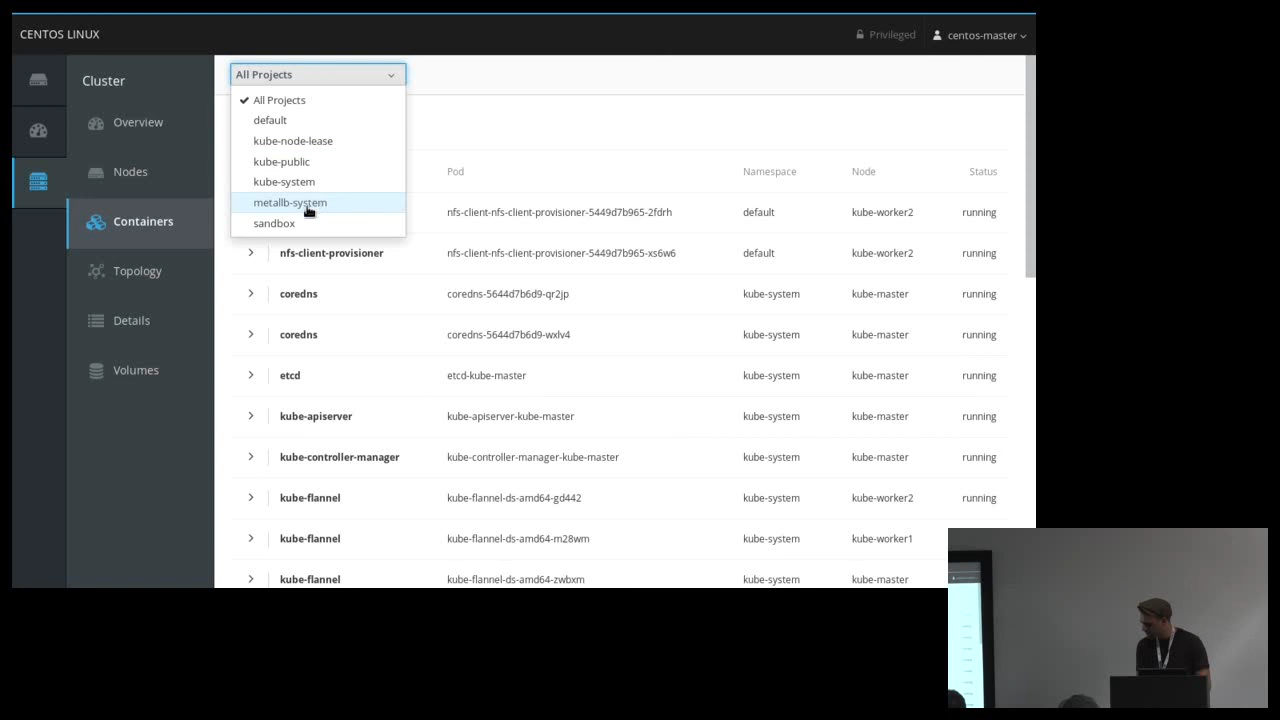 CENTOS LINUX
Privileged
centos-master
Cluster
Overview
Nodes
Containers
Topology
Details
Volumes
All Projects
All Projects
default
kube-node-lease
kube-public
kube-system
metallb-system
sandbox
Pod Namespace Node Status
nfs-client-nfs-client-provisioner-5449d7b965-2fdrh default kube-worker2 running
nfs-client-provisioner nfs-client-nfs-client-provisioner-5449d7b965-xs6w6 default kube-worker2 running
coredns coredns-5644d7b6d9-qr2jp kube-system kube-master running
coredns coredns-5644d7b6d9-wxlv4 kube-system kube-master running
etcd etcd-kube-master kube-system kube-master running
kube-apiserver kube-apiserver-kube-master kube-system kube-master running
kube-controller-manager kube-controller-manager-kube-master kube-system kube-master running
kube-flannel kube-flannel-ds-amd64-gd442 kube-system kube-worker2 running
kube-flannel kube-flannel-ds-amd64-m28wm kube-system kube-worker1
kube-flannel kube-flannel-ds-amd64-zwbxm kube-system kube-master